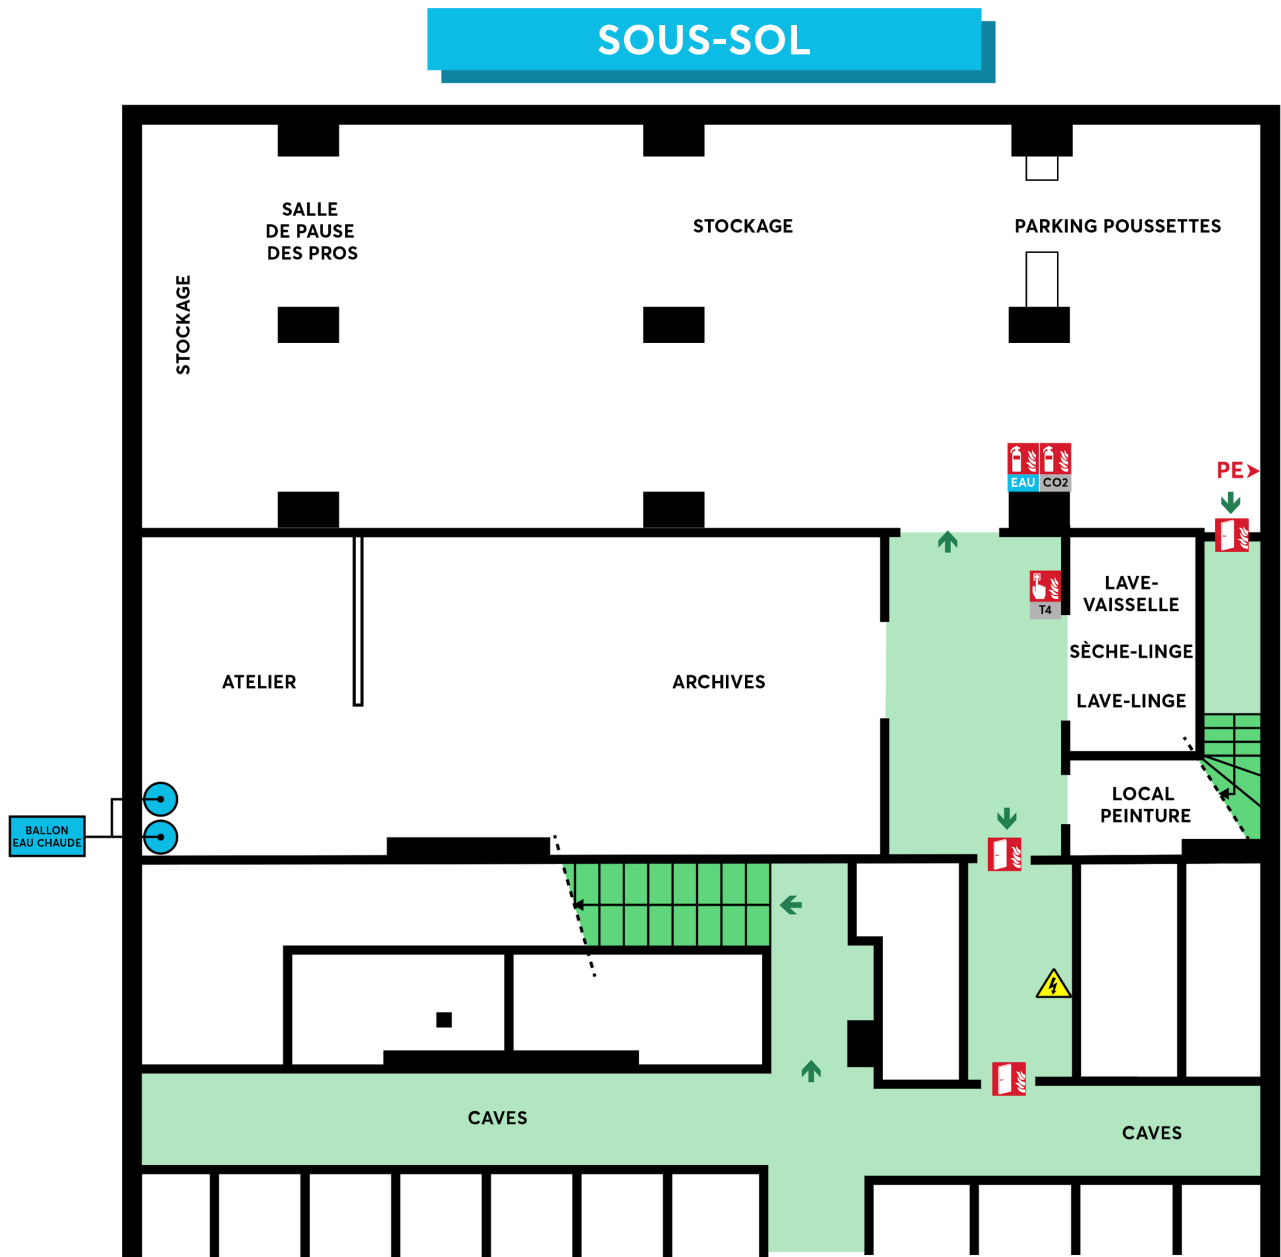 SOUS-SOL
SALLE
DE PAUSE
DES PROS
STOCKAGE
PARKING POUSSETTES
STOCKAGE
EAU
CO2
PE
T4
LAVE-
VAISSELLE
SÈCHE-LINGE
LAVE-LINGE
ATELIER
ARCHIVES
LOCAL
PEINTURE
BALLON
EAU CHAUDE
CAVES
CAVES